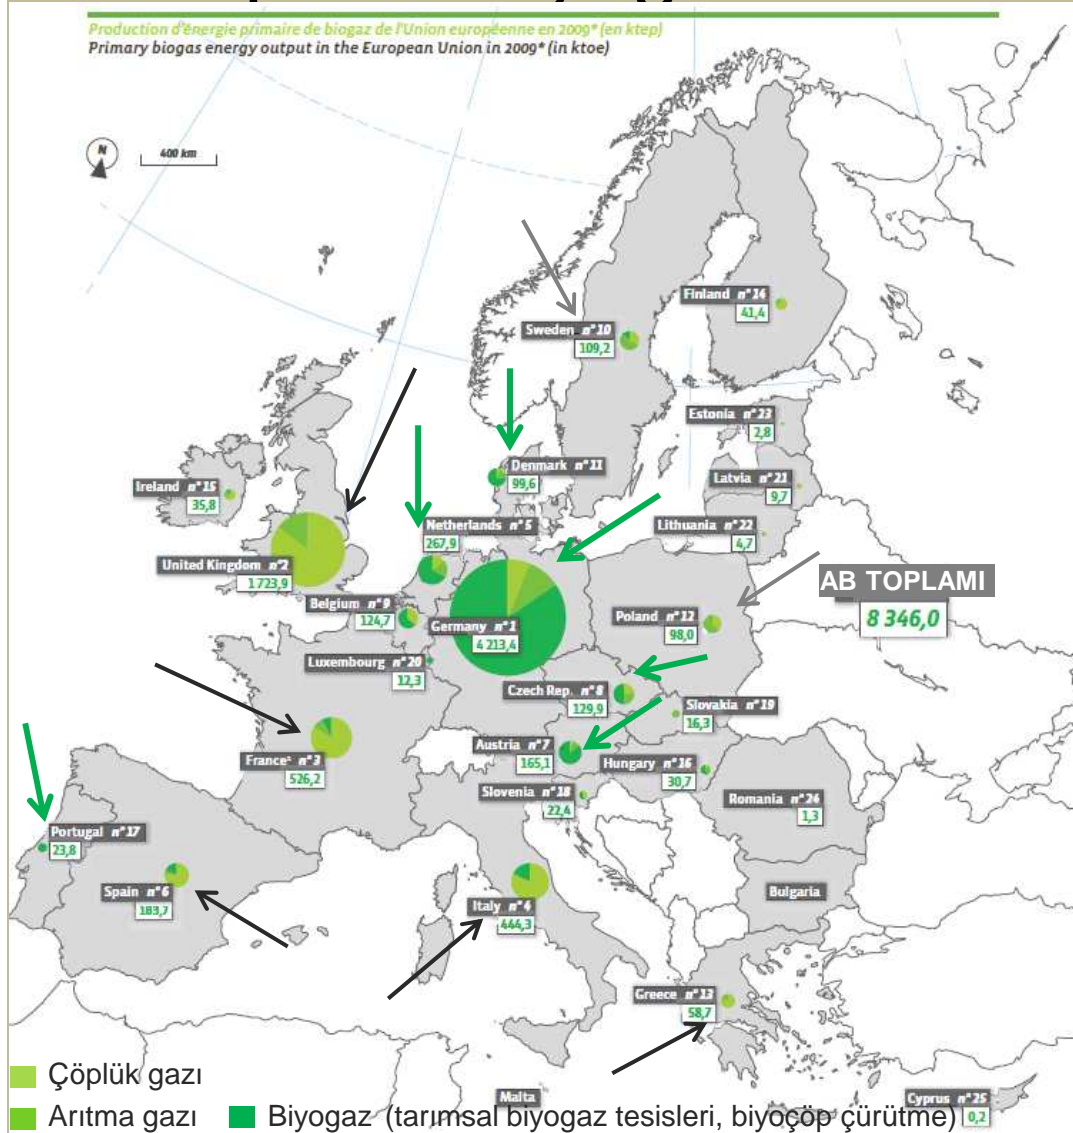 Production d'énergie primaire de biogaz de l'Union européenne en 2009* (en ktep)
Primary biogas energy output in the European Union in 2009* (in ktoe)
N
400 km
Finland n°14
41,4
Sweden n°10
109,2
Estonia n°23
2,8
Denmark n°11
99,6
Latvia n°21
9,7
Ireland n°15
35,8
Netherlands n°5
267,9
Lithuania n°22
4,7
United Kingdom n°2
1 723,9
AB TOPLAMI
8 346,0
Belgium n°9
124,7
Germany n°1
4 213,4
Poland n°12
98,0
Luxembourg n°20
12,3
Czech Rep. n°8
129,9
Slovakia n°19
16,3
France n°3
526,2
Austria n°7
165,1
Hungary n°16
30,7
Slovenia n°18
22,4
Romania n°24
1,3
Portugal n°17
23,8
Spain n°6
183,7
Bulgaria
Italy n°4
444,3
Greece n°13
58,7
Malta
Cyprus n°25
0,2
Çöplük gazı
Arıtma gazı
Biyogaz (tarımsal biyogaz tesisleri, biyoçöp çürütme)